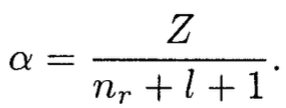 α = Z / (n_r + l + 1).